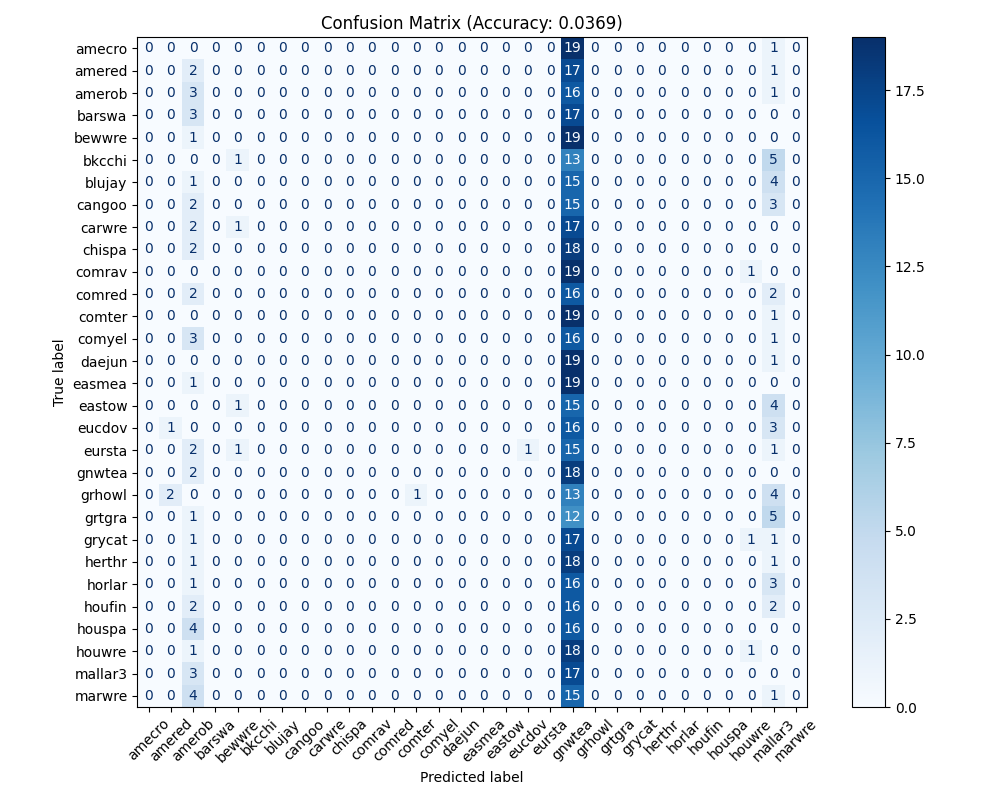 Confusion Matrix (Accuracy: 0.0369)
amecro 0 0 0 0 0 0 0 0 0 0 0 0 0 0 0 0 0 0 0 19 0 0 0 0 0 0 0 0 1 0
amered 0 0 2 0 0 0 0 0 0 0 0 0 0 0 0 0 0 0 0 17 0 0 0 0 0 0 0 0 1 0
amerob 0 0 3 0 0 0 0 0 0 0 0 0 0 0 0 0 0 0 0 16 0 0 0 0 0 0 0 0 1 0
barswa 0 0 3 0 0 0 0 0 0 0 0 0 0 0 0 0 0 0 0 17 0 0 0 0 0 0 0 0 0 0
bewwre 0 0 1 0 0 0 0 0 0 0 0 0 0 0 0 0 0 0 0 19 0 0 0 0 0 0 0 0 0 0
bkcchi 0 0 0 0 1 0 0 0 0 0 0 0 0 0 0 0 0 0 0 13 0 0 0 0 0 0 0 0 5 0
blujay 0 0 1 0 0 0 0 0 0 0 0 0 0 0 0 0 0 0 0 15 0 0 0 0 0 0 0 0 4 0
cangoo 0 0 2 0 0 0 0 0 0 0 0 0 0 0 0 0 0 0 0 15 0 0 0 0 0 0 0 0 3 0
carwre 0 0 2 0 1 0 0 0 0 0 0 0 0 0 0 0 0 0 0 17 0 0 0 0 0 0 0 0 0 0
chispa 0 0 2 0 0 0 0 0 0 0 0 0 0 0 0 0 0 0 0 18 0 0 0 0 0 0 0 0 0 0
comrav 0 0 0 0 0 0 0 0 0 0 0 0 0 0 0 0 0 0 0 19 0 0 0 0 0 0 0 1 0 0
comred 0 0 2 0 0 0 0 0 0 0 0 0 0 0 0 0 0 0 0 16 0 0 0 0 0 0 0 0 2 0
comter 0 0 0 0 0 0 0 0 0 0 0 0 0 0 0 0 0 0 0 19 0 0 0 0 0 0 0 0 1 0
comyel 0 0 3 0 0 0 0 0 0 0 0 0 0 0 0 0 0 0 0 16 0 0 0 0 0 0 0 0 1 0
daejun 0 0 0 0 0 0 0 0 0 0 0 0 0 0 0 0 0 0 0 19 0 0 0 0 0 0 0 0 1 0
easmea 0 0 1 0 0 0 0 0 0 0 0 0 0 0 0 0 0 0 0 19 0 0 0 0 0 0 0 0 0 0
eastow 0 0 0 0 1 0 0 0 0 0 0 0 0 0 0 0 0 0 0 15 0 0 0 0 0 0 0 0 4 0
eucdov 0 1 0 0 0 0 0 0 0 0 0 0 0 0 0 0 0 0 0 16 0 0 0 0 0 0 0 0 3 0
eursta 0 0 2 0 1 0 0 0 0 0 0 0 0 0 0 0 0 1 0 15 0 0 0 0 0 0 0 0 1 0
gnwtea 0 0 2 0 0 0 0 0 0 0 0 0 0 0 0 0 0 0 0 18 0 0 0 0 0 0 0 0 0 0
grhowl 0 2 0 0 0 0 0 0 0 0 0 0 1 0 0 0 0 0 0 13 0 0 0 0 0 0 0 0 4 0
grtgra 0 0 1 0 0 0 0 0 0 0 0 0 0 0 0 0 0 0 0 12 0 0 0 0 0 0 0 0 5 0
grycat 0 0 1 0 0 0 0 0 0 0 0 0 0 0 0 0 0 0 0 17 0 0 0 0 0 0 0 1 1 0
herthr 0 0 1 0 0 0 0 0 0 0 0 0 0 0 0 0 0 0 0 18 0 0 0 0 0 0 0 0 1 0
horlar 0 0 1 0 0 0 0 0 0 0 0 0 0 0 0 0 0 0 0 16 0 0 0 0 0 0 0 0 3 0
houfin 0 0 2 0 0 0 0 0 0 0 0 0 0 0 0 0 0 0 0 16 0 0 0 0 0 0 0 0 2 0
houspa 0 0 4 0 0 0 0 0 0 0 0 0 0 0 0 0 0 0 0 16 0 0 0 0 0 0 0 0 0 0
houwre 0 0 1 0 0 0 0 0 0 0 0 0 0 0 0 0 0 0 0 18 0 0 0 0 0 0 0 1 0 0
mallar3 0 0 3 0 0 0 0 0 0 0 0 0 0 0 0 0 0 0 0 17 0 0 0 0 0 0 0 0 0 0
marwre 0 0 4 0 0 0 0 0 0 0 0 0 0 0 0 0 0 0 0 15 0 0 0 0 0 0 0 0 1 0
True label
amecro amered amerob barswa bewwre bkcchi blujay cangoo carwre chispa comrav comred comter comyel daejun easmea eastow eucdov eursta gnwtea grhowl grtgra grycat herthr horlar houfin houspa houwre mallar3 marwre
Predicted label
17.5
15.0
12.5
10.0
7.5
5.0
2.5
0.0